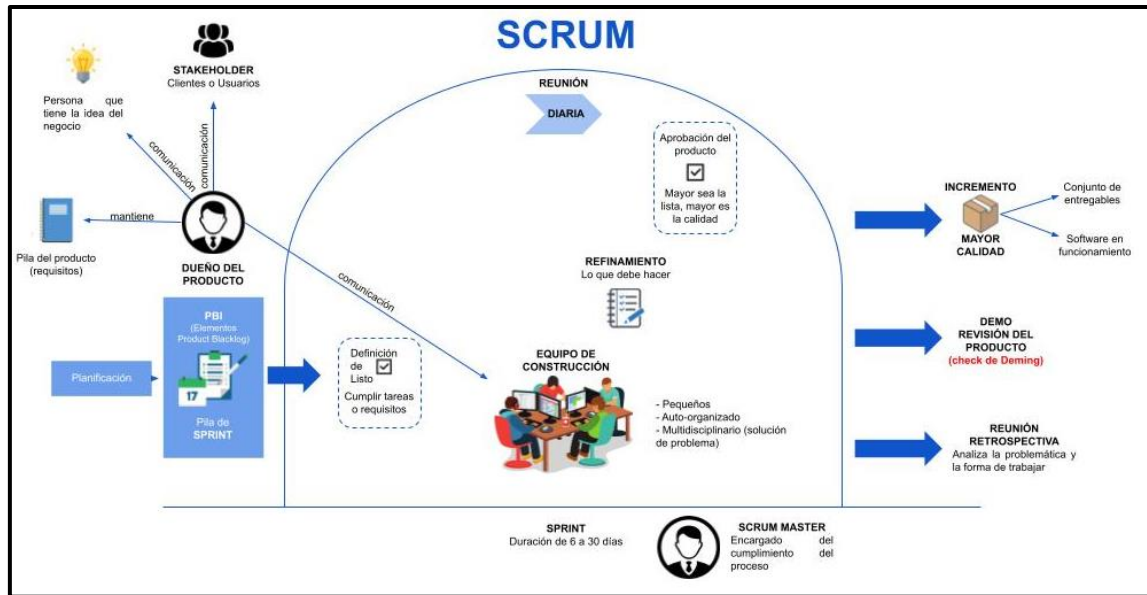 SCRUM
STAKEHOLDER
Clientes o Usuarios
Persona que
tiene la idea del
negocio
comunicación
comunicación
mantiene
Pila del producto
(requisitos)
DUEÑO DEL
PRODUCTO
comunicación
Planificación
PBI
(Elementos
Product Blacklog)
17
Pila de
SPRINT
Definición
de
Listo
Cumplir tareas
o requisitos
REUNIÓN
DIARIA
Aprobación del
producto
Mayor sea la
lista, mayor es
la calidad
REFINAMIENTO
Lo que debe hacer
EQUIPO DE
CONSTRUCCIÓN
- Pequeños
- Auto-organizado
- Multidisciplinario (solución
de problema)
INCREMENTO
MAYOR
CALIDAD
Conjunto de
entregables
Software en
funcionamiento
DEMO
REVISIÓN DEL
PRODUCTO
(check de Deming)
REUNIÓN
RETROSPECTIVA
Analiza la problemática y
la forma de trabajar
SPRINT
Duración de 6 a 30 días
SCRUM MASTER
Encargado del
cumplimiento del
proceso